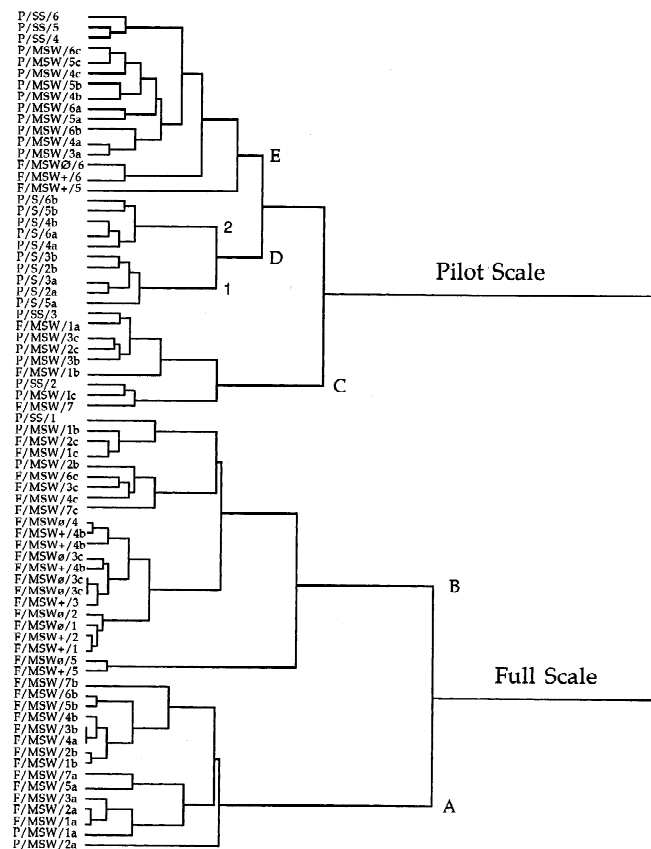 P/SS/6
P/SS/5
P/SS/4
P/MSW/6c
P/MSW/5c
P/MSW/4c
P/MSW/5b
P/MSW/4b
P/MSW/6a
P/MSW/5a
P/MSW/6b
P/MSW/4a
P/MSW/3a
F/MSWØ/6
F/MSW+/6
F/MSW+/5
E
P/S/6b
P/S/5b
P/S/4b
P/S/6a
P/S/4a
2
P/S/3b
P/S/2b
P/S/3a
P/S/2a
P/S/5a
D
1
Pilot Scale
P/SS/3
F/MSW/1a
P/MSW/3c
P/MSW/2c
P/MSW/3b
F/MSW/1b
P/SS/2
P/MSW/Ic
F/MSW/7
C
P/SS/1
P/MSW/1b
F/MSW/2c
F/MSW/1c
P/MSW/2b
F/MSW/6c
F/MSW/3c
F/MSW/4c
F/MSW/7c
F/MSWø/4
F/MSW+/4b
F/MSW+/4b
F/MSWø/3c
F/MSW+/4b
F/MSWø/3c
F/MSWø/3c
F/MSW+/3
F/MSWø/2
F/MSWø/1
F/MSW+/2
F/MSW+/1
B
F/MSWø/5
F/MSW+/5
F/MSW/7b
F/MSW/6b
F/MSW/5b
F/MSW/4b
F/MSW/3b
F/MSW/4a
F/MSW/2b
F/MSW/1b
Full Scale
F/MSW/7a
F/MSW/5a
F/MSW/3a
F/MSW/2a
F/MSW/1a
P/MSW/1a
P/MSW/2a
A